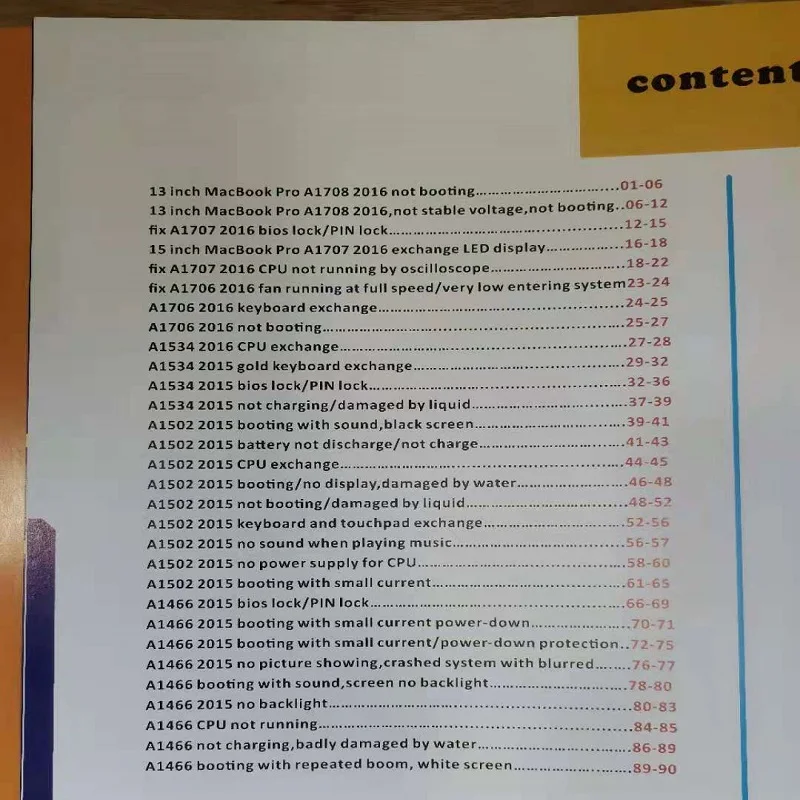 content
13 inch MacBook Pro A1708 2016 not booting................................01-06
13 inch MacBook Pro A1708 2016,not stable voltage,not booting..06-12
fix A1707 2016 bios lock/PIN lock................................12-15
15 inch MacBook Pro A1707 2016 exchange LED display................16-18
fix A1707 2016 CPU not running by oscilloscope................................18-22
fix A1706 2016 fan running at full speed/very low entering system23-24
A1706 2016 keyboard exchange................................24-25
A1706 2016 not booting................................25-27
A1534 2016 CPU exchange................................27-28
A1534 2015 gold keyboard exchange................................29-32
A1534 2015 bios lock/PIN lock................................32-36
A1534 2015 not charging/damaged by liquid................................37-39
A1502 2015 booting with sound,black screen................................39-41
A1502 2015 battery not discharge/not charge................................41-43
A1502 2015 CPU exchange................................44-45
A1502 2015 booting/no display,damaged by water................................46-48
A1502 2015 not booting/damaged by liquid................................48-52
A1502 2015 keyboard and touchpad exchange................................52-56
A1502 2015 no sound when playing music................................56-57
A1502 2015 no power supply for CPU................................58-60
A1502 2015 booting with small current................................61-65
A1466 2015 bios lock/PIN lock................................66-69
A1466 2015 booting with small current power-down................70-71
A1466 2015 booting with small current/power-down protection..72-75
A1466 2015 no picture showing,crashed system with blurred.......76-77
A1466 booting with sound,screen no backlight................................78-80
A1466 2015 no backlight................................80-83
A1466 CPU not running................................84-85
A1466 not charging,badly damaged by water................................86-89
A1466 booting with repeated boom, white screen................................89-90